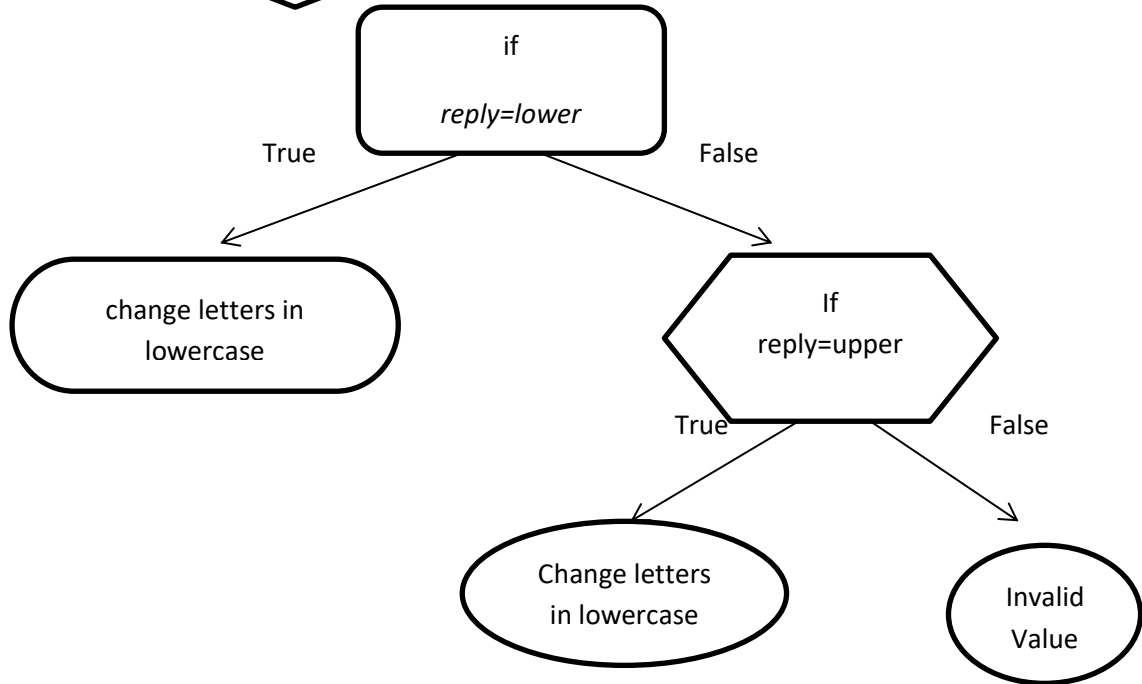 if
reply=lower
True
False
change letters in
lowercase
If
reply=upper
True
False
Change letters
in lowercase
Invalid
Value